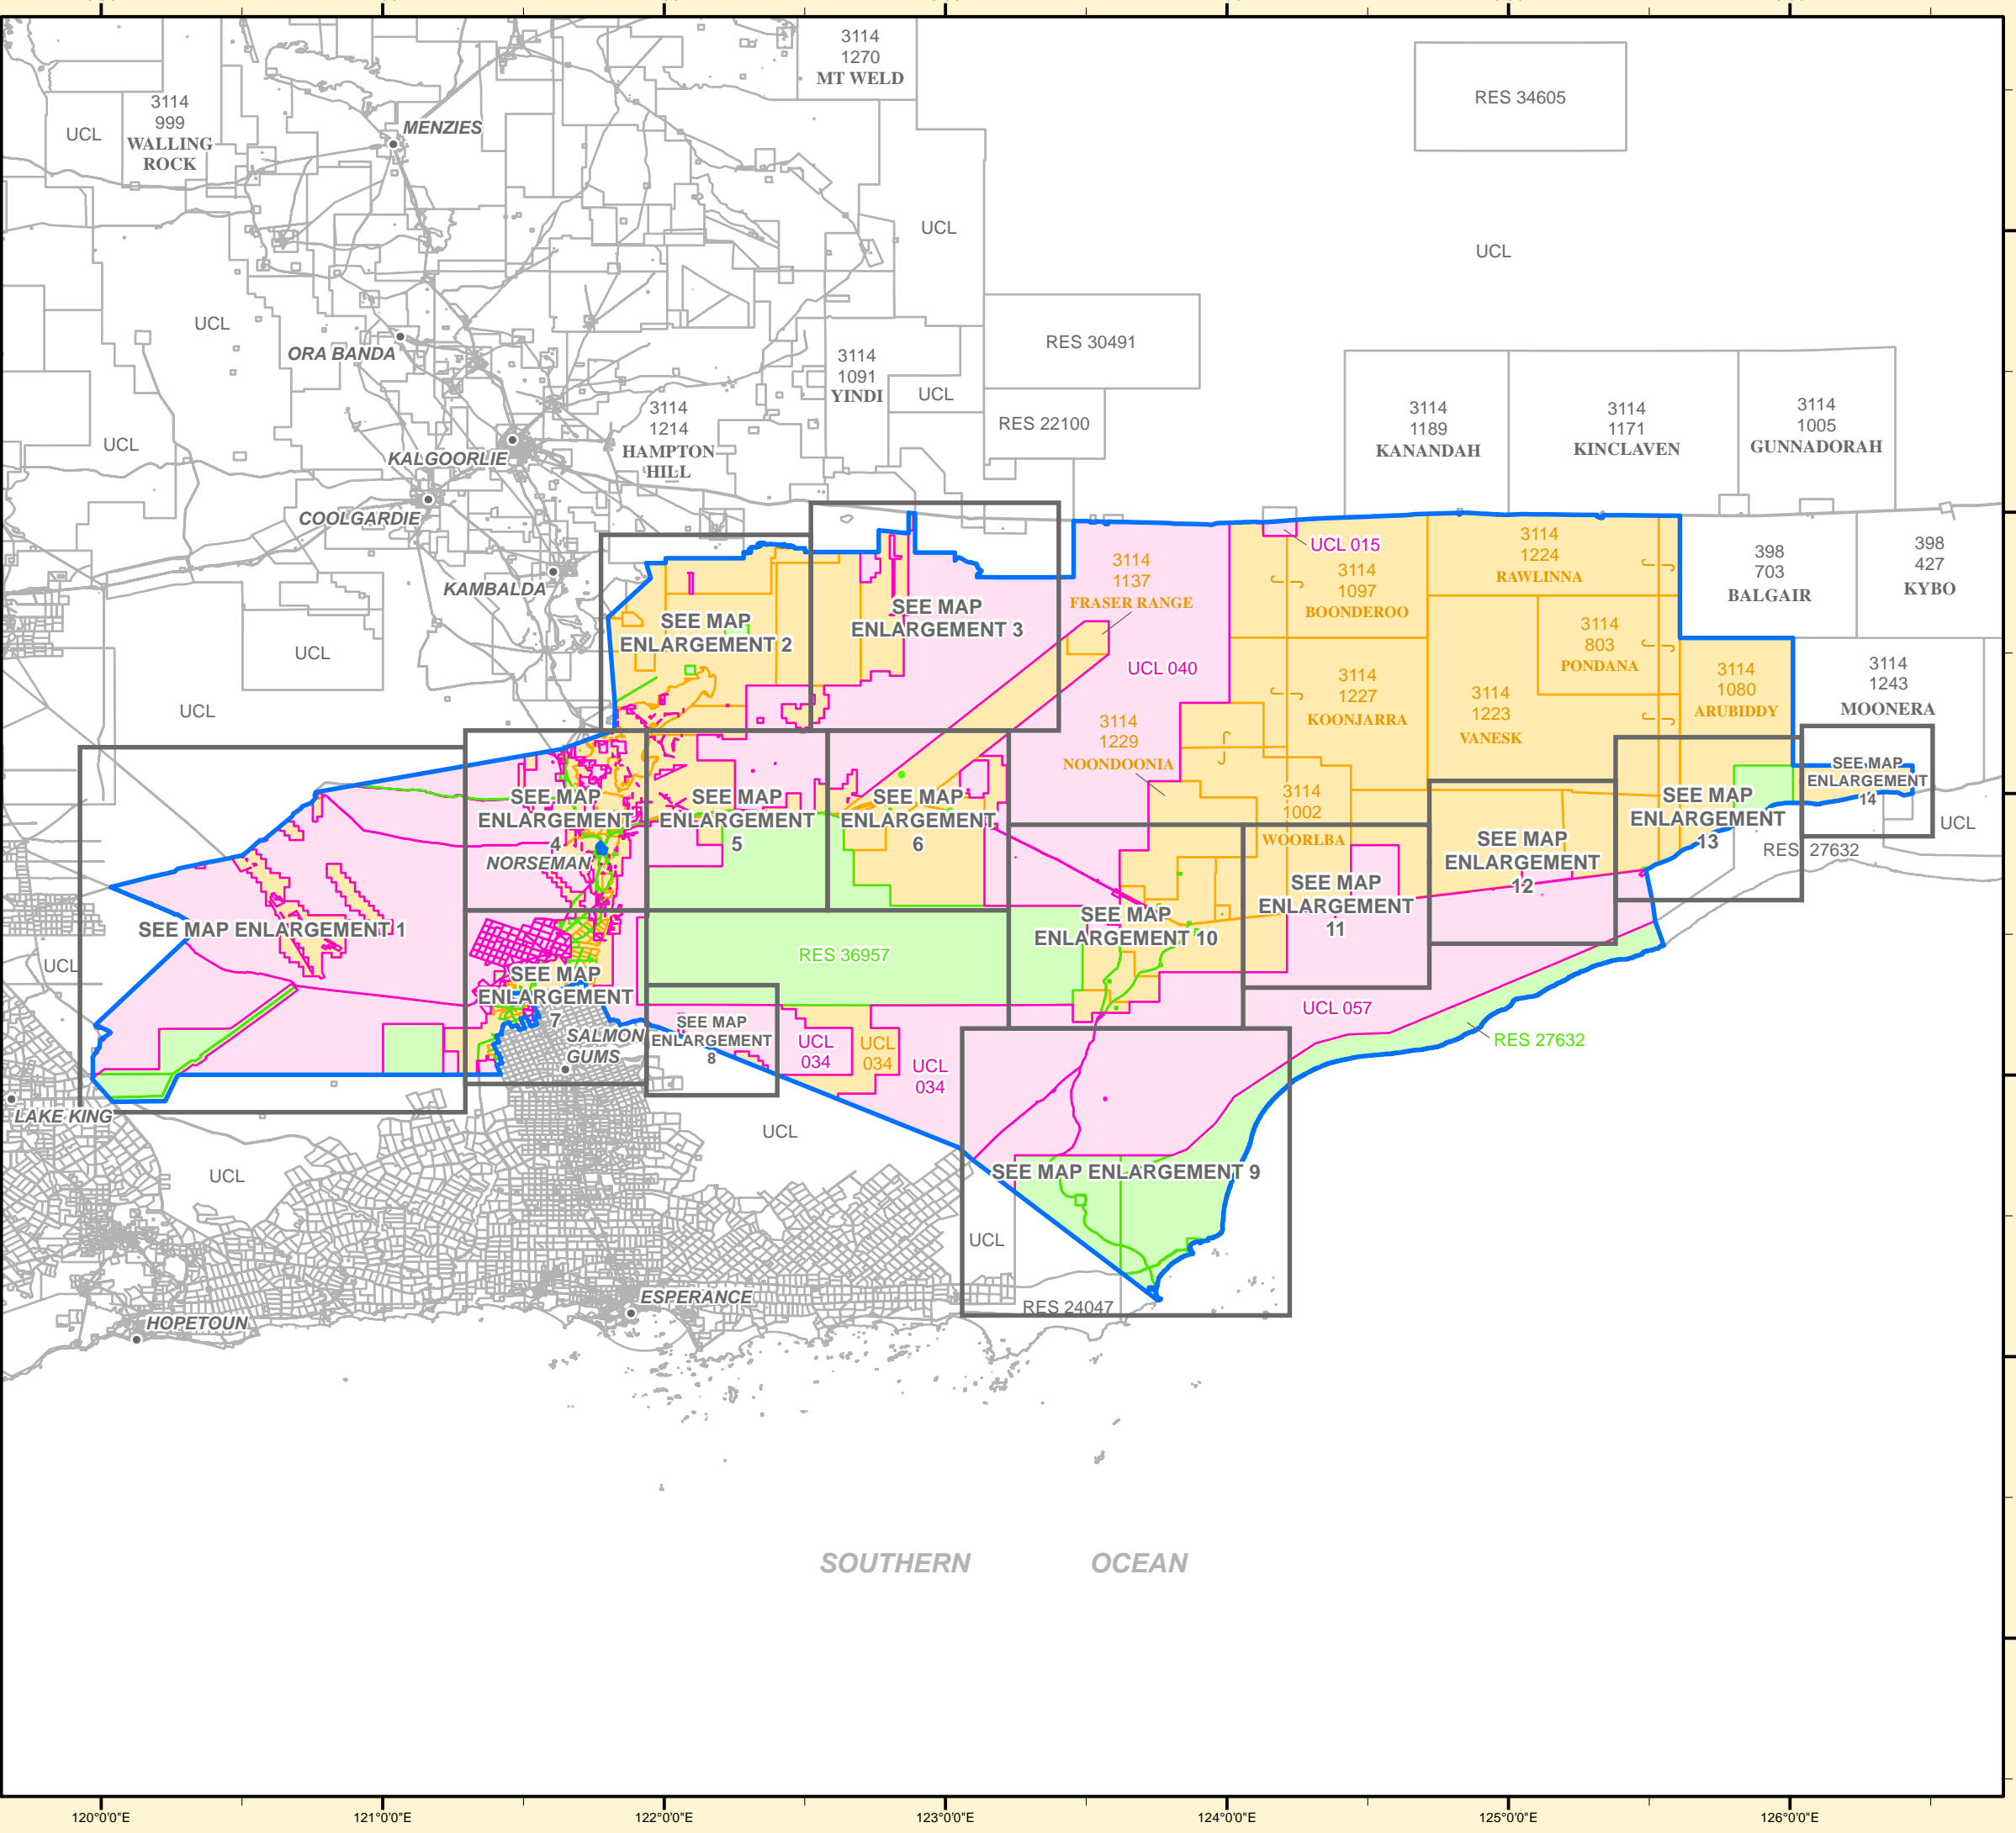 3114
1270
MT WELD
RES 34605
3114
999
WALLING
ROCK
UCL
MENZIES
UCL
UCL
UCL
ORA BANDA
RES 30491
3114
1091
YINDI
UCL
3114
1214
HAMPTON
HILL
RES 22100
3114
1189
KANANDAH
3114
1171
KINCLAVEN
3114
1005
GUNNADORAH
UCL
KALGOORLIE
COOLGARDIE
KAMBALDA
UCL
UCL
SEE MAP
ENLARGEMENT 2
SEE MAP
ENLARGEMENT 3
3114
1137
FRASER RANGE
UCL 015
3114
1097
BOONDEROO
3114
1224
RAWLINNA
398
703
BALGAIR
398
427
KYBO
3114
803
PONDANA
UCL 040
3114
1227
KOONJARRA
3114
1223
VANESK
3114
1080
ARUBIDDY
3114
1243
MOONERA
3114
1229
NOONDOONIA
3114
1002
WOORLBA
SEE MAP
ENLARGEMENT
4
NORSEMAN
SEE MAP
ENLARGEMENT
5
SEE MAP
ENLARGEMENT
6
SEE MAP
ENLARGEMENT
14
SEE MAP
ENLARGEMENT
13
UCL
RES 27632
SEE MAP
ENLARGEMENT
12
SEE MAP
ENLARGEMENT
11
SEE MAP
ENLARGEMENT 10
SEE MAP ENLARGEMENT 1
UCL
RES 36957
SEE MAP
ENLARGEMENT
7
SALMON
GUMS
SEE MAP
ENLARGEMENT
8
UCL
034
UCL
034
UCL
034
UCL 057
RES 27632
LAKE KING
UCL
UCL
SEE MAP ENLARGEMENT 9
UCL
RES 24047
ESPERANCE
HOPETOUN
SOUTHERN OCEAN
120°0'0"E
121°0'0"E
122°0'0"E
123°0'0"E
124°0'0"E
125°0'0"E
126°0'0"E